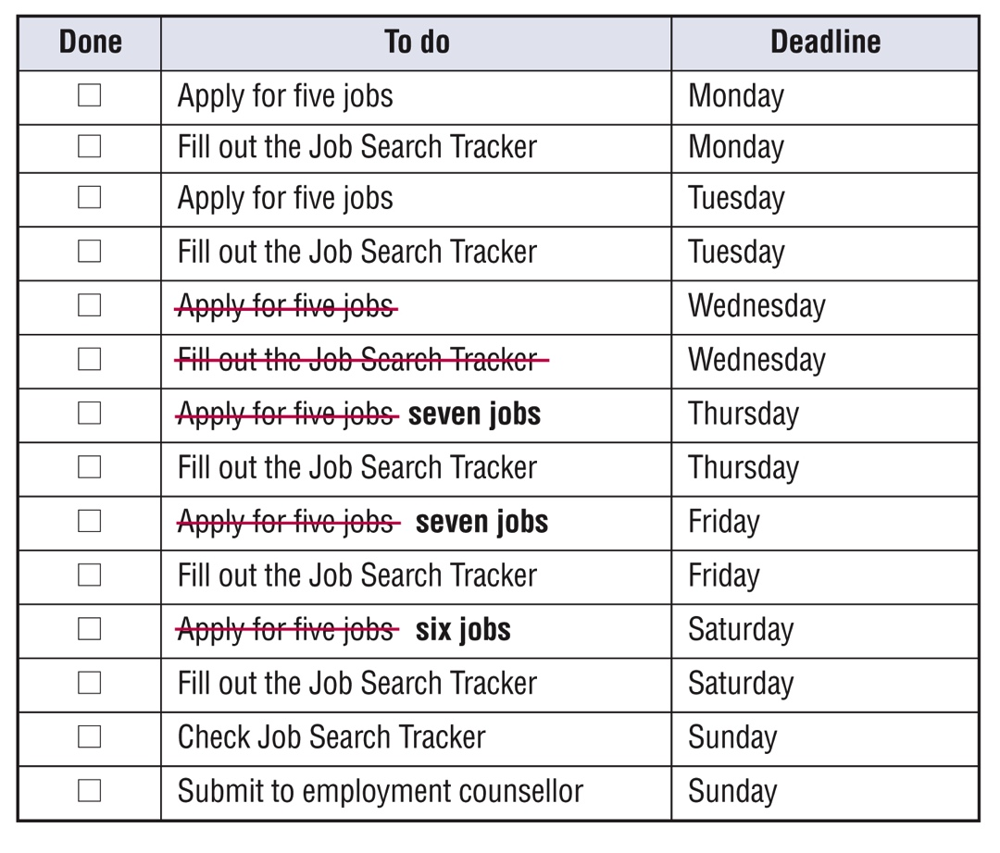 Done To do Deadline
☐ Apply for five jobs Monday
☐ Fill out the Job Search Tracker Monday
☐ Apply for five jobs Tuesday
☐ Fill out the Job Search Tracker Tuesday
☐ Apply for five jobs Wednesday
☐ Fill out the Job Search Tracker Wednesday
☐ Apply for five jobs seven jobs Thursday
☐ Fill out the Job Search Tracker Thursday
☐ Apply for five jobs seven jobs Friday
☐ Fill out the Job Search Tracker Friday
☐ Apply for five jobs six jobs Saturday
☐ Fill out the Job Search Tracker Saturday
☐ Check Job Search Tracker Sunday
☐ Submit to employment counsellor Sunday